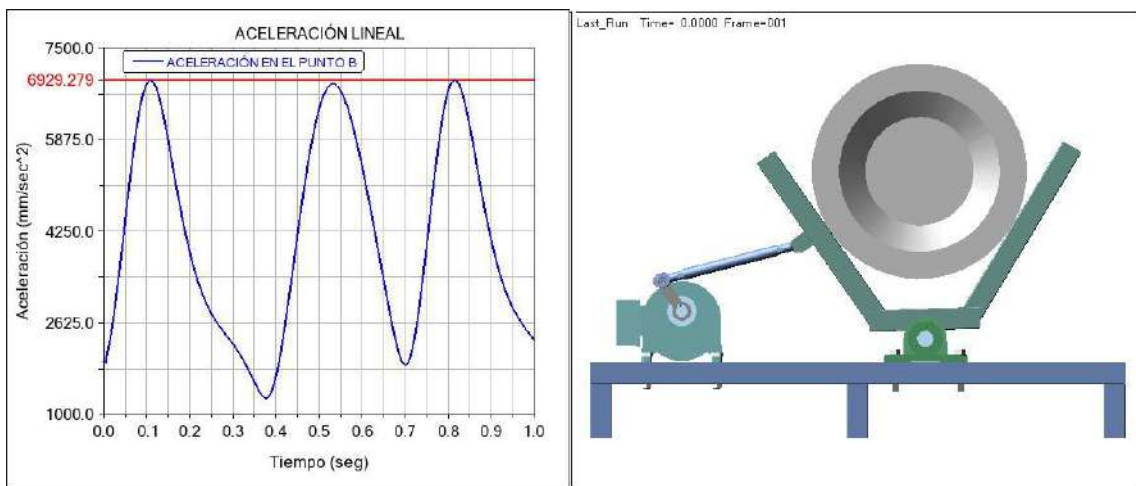 ACELERACIÓN LINEAL
7500.0
ACELERACIÓN EN EL PUNTO B
6929.279
5875.0
4250.0
2625.0
1000.0
Aceleración (mm/sec^2)
0.0 0.1 0.2 0.3 0.4 0.5 0.6 0.7 0.8 0.9 1.0
Tiempo (seg)
Last_Run Time= 0.0000 Frame=001